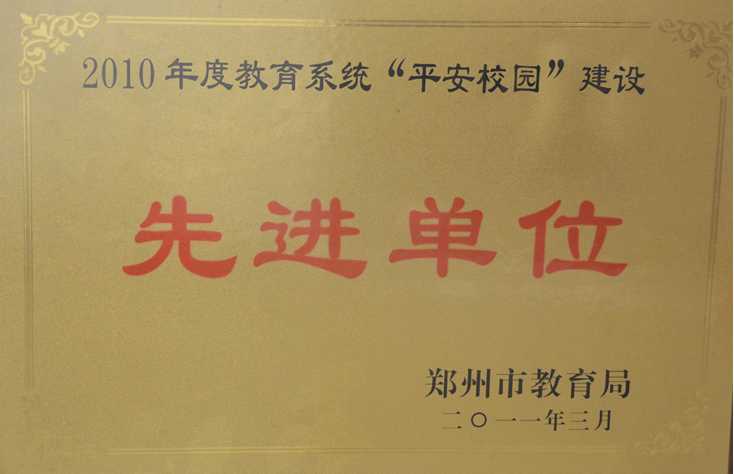 2010年度教育系统“平安校园”建设
先进单位
郑州市教育局
二〇一一年三月